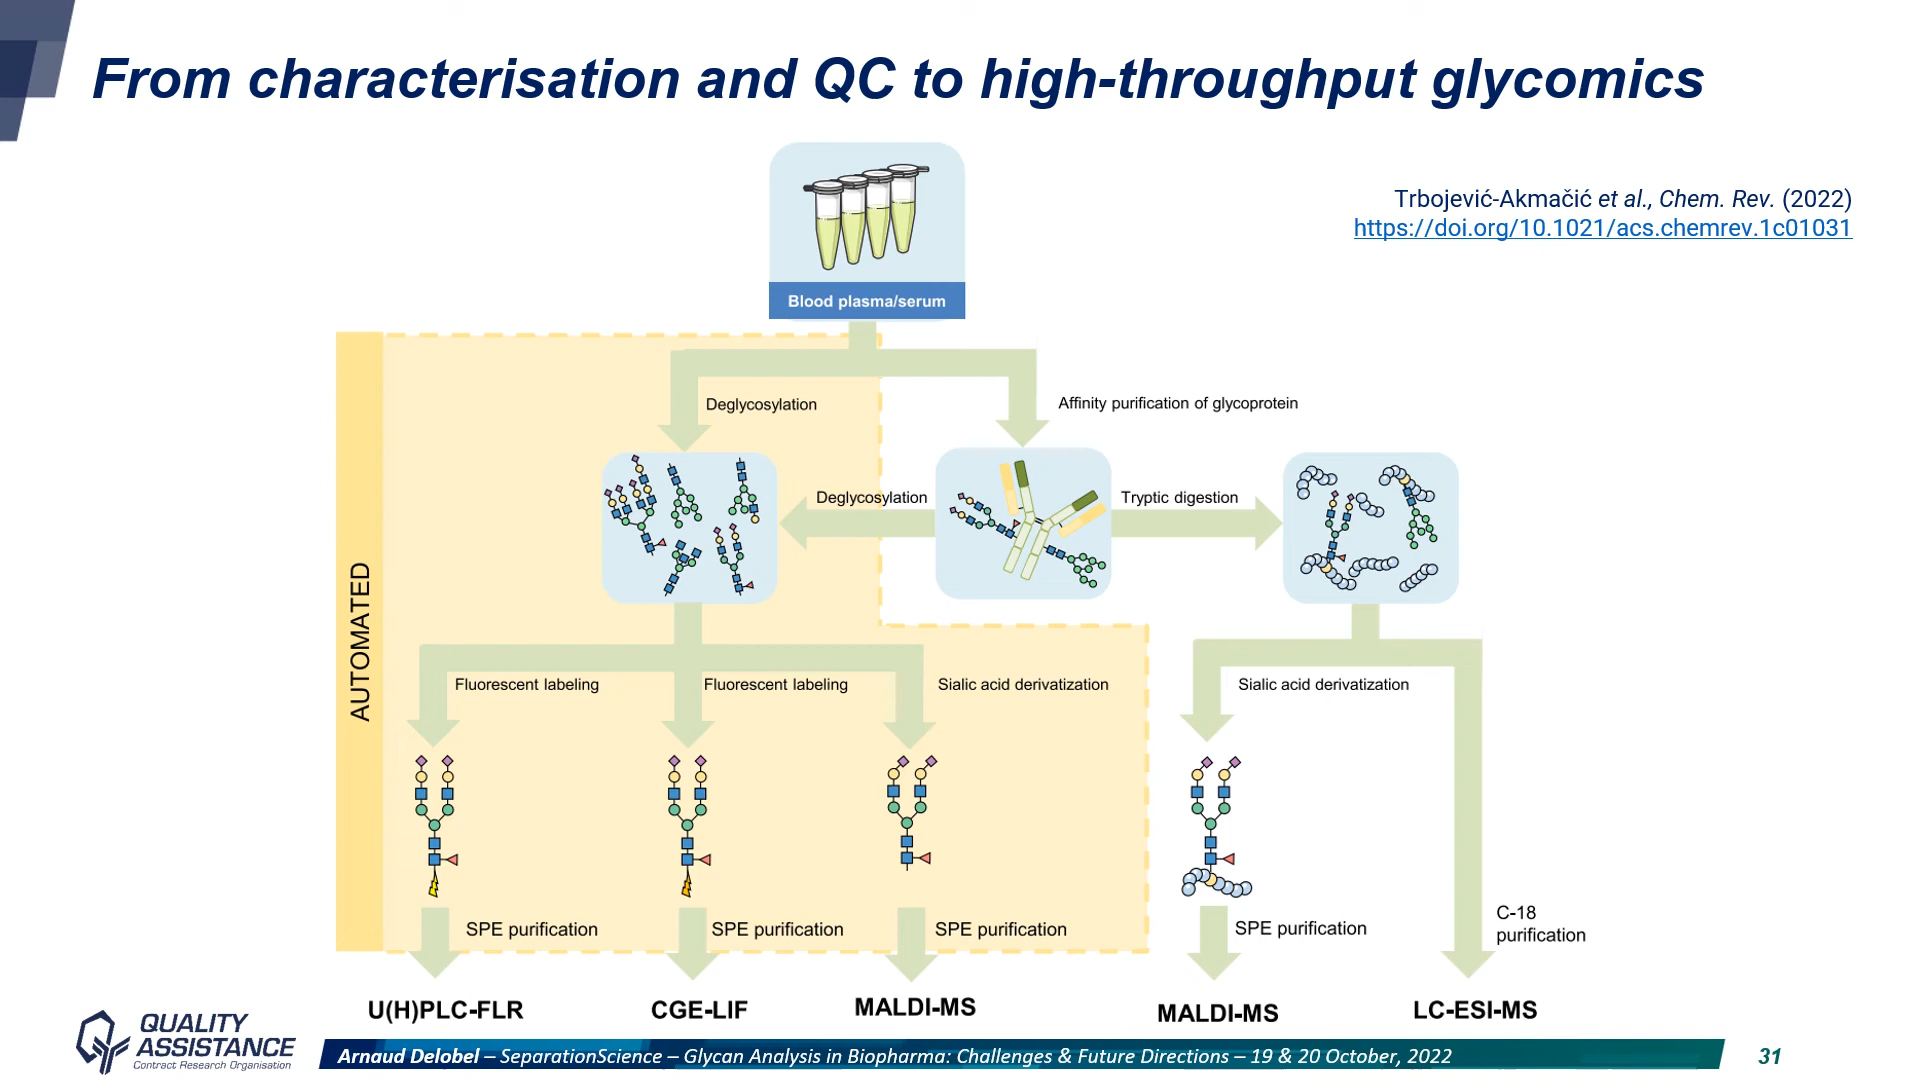 From characterisation and QC to high-throughput glycomics
Trbojević-Akmačić et al., Chem. Rev. (2022)
https://doi.org/10.1021/acs.chemrev.1c01031
Blood plasma/serum
AUTOMATED
Deglycosylation
Affinity purification of glycoprotein
Deglycosylation
Tryptic digestion
Fluorescent labeling
Fluorescent labeling
Sialic acid derivatization
Sialic acid derivatization
SPE purification
SPE purification
SPE purification
SPE purification
C-18
purification
U(H)PLC-FLR
CGE-LIF
MALDI-MS
MALDI-MS
LC-ESI-MS
QUALITY
ASSISTANCE
Contract Research Organisation
Arnaud Delobel – SeparationScience – Glycan Analysis in Biopharma: Challenges & Future Directions – 19 & 20 October, 2022
31